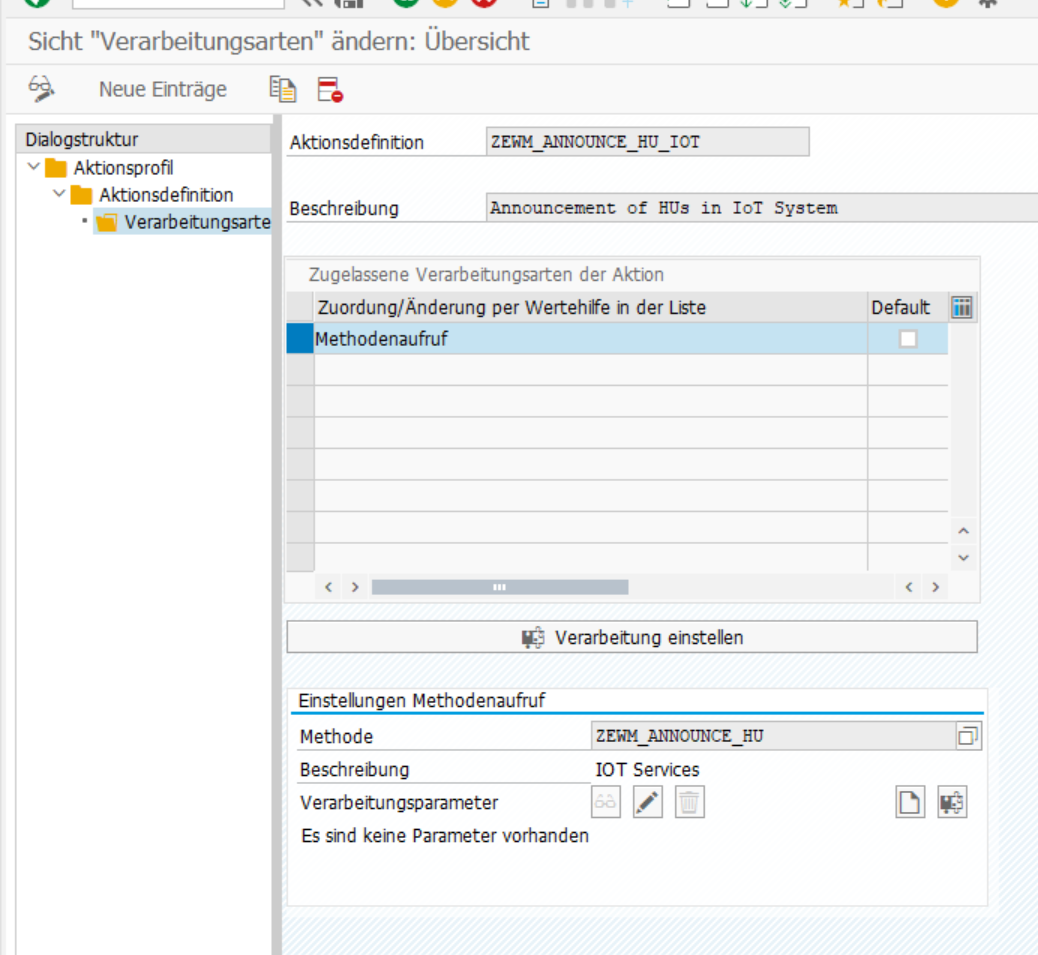 Sicht "Verarbeitungsarten" ändern: Übersicht
Neue Einträge
Dialogstruktur
Aktionsprofil
Aktionsdefinition
Verarbeitungsarte
Aktionsdefinition ZEWM_ANNOUNCE_HU_IOT
Beschreibung Announcement of HUs in IoT System
Zugelassene Verarbeitungsarten der Aktion
Zuordung/Änderung per Wertehilfe in der Liste Default
Methodenaufruf
Verarbeitung einstellen
Einstellungen Methodenaufruf
Methode ZEWM_ANNOUNCE_HU
Beschreibung IOT Services
Verarbeitungsparameter
Es sind keine Parameter vorhanden